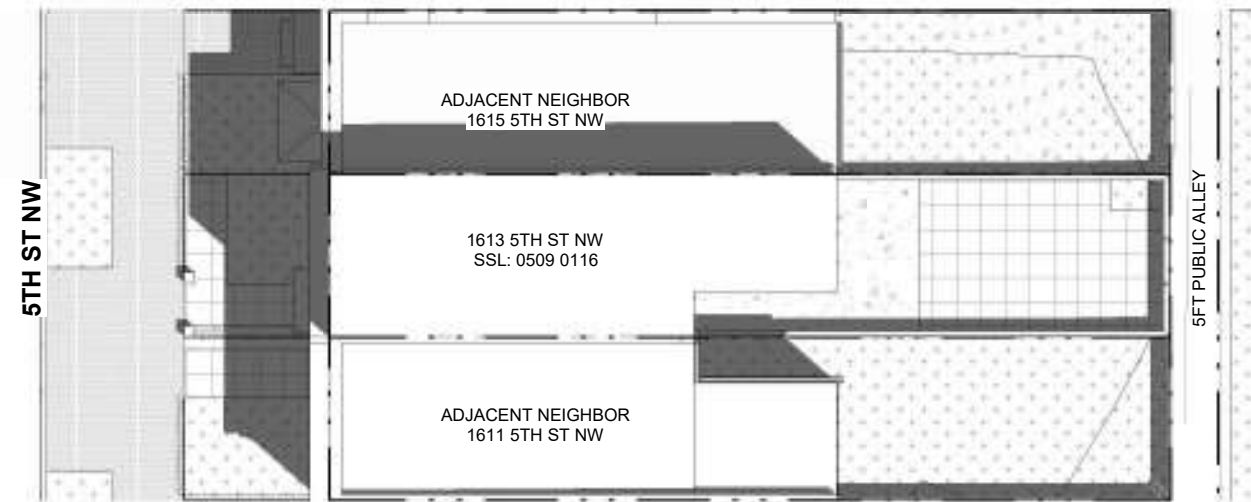 5TH ST NW
ADJACENT NEIGHBOR
1615 5TH ST NW
1613 5TH ST NW
SSL: 0509 0116
ADJACENT NEIGHBOR
1611 5TH ST NW
5FT PUBLIC ALLEY